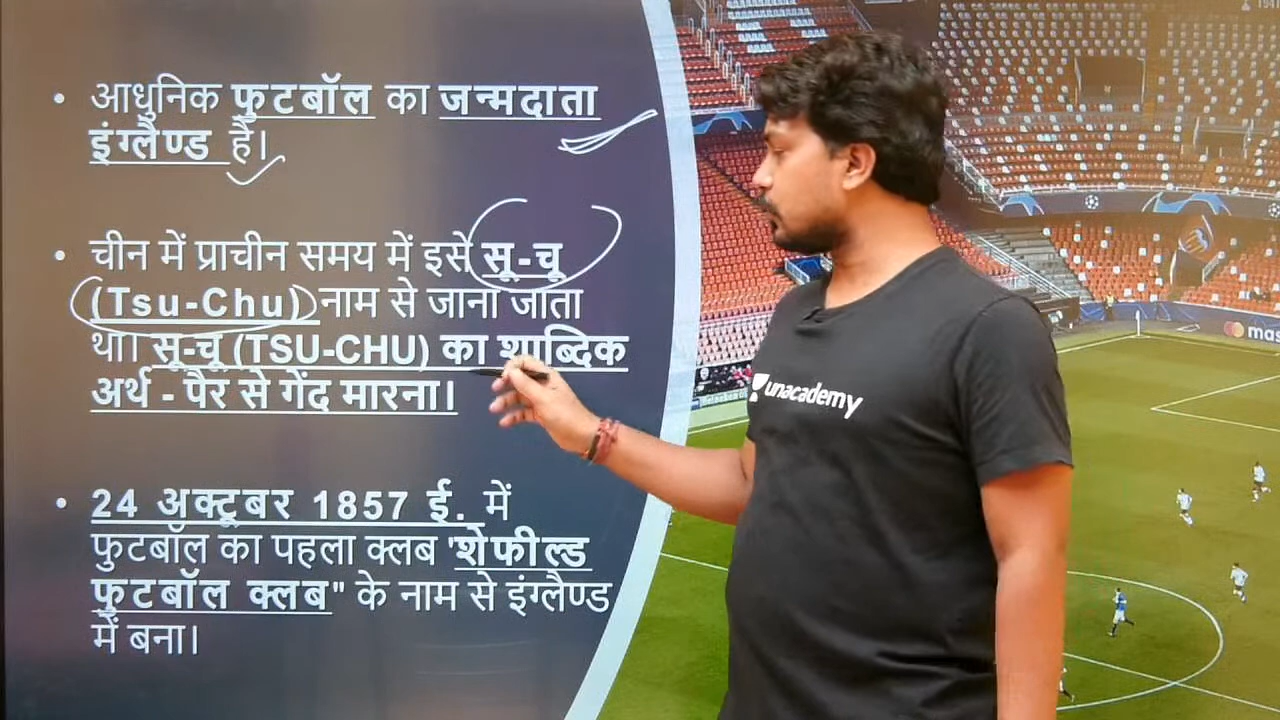 • आधुनिक फुटबॉल का जन्मदाता
इंग्लैण्ड है।
• चीन में प्राचीन समय में इसे सू-चू
(Tsu-Chu) नाम से जाना जाता
था। सू-चू (TSU-CHU) का शाब्दिक
अर्थ - पैर से गेंद मारना।
• 24 अक्टूबर 1857 ई. में
फुटबॉल का पहला क्लब 'शेफील्ड
फुटबॉल क्लब" के नाम से इंग्लैण्ड
में बना।
unacademy